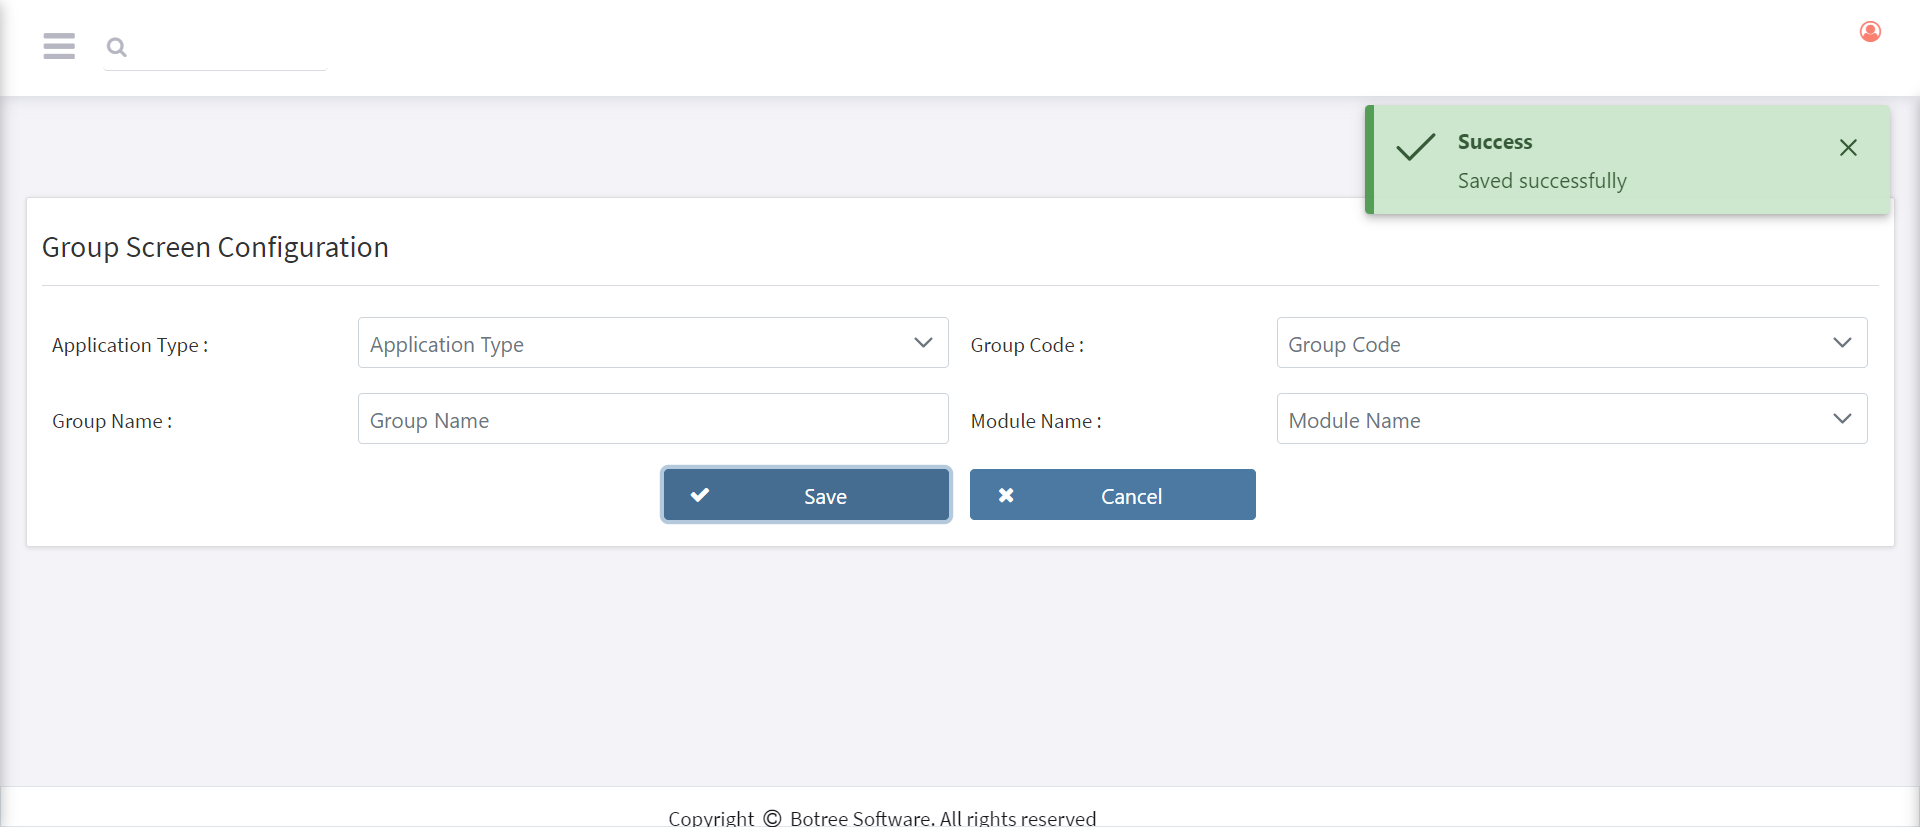 Success
Saved successfully
Group Screen Configuration
Application Type : Application Type Group Code : Group Code
Group Name : Group Name Module Name : Module Name
Save Cancel
Copyright © Botree Software. All rights reserved